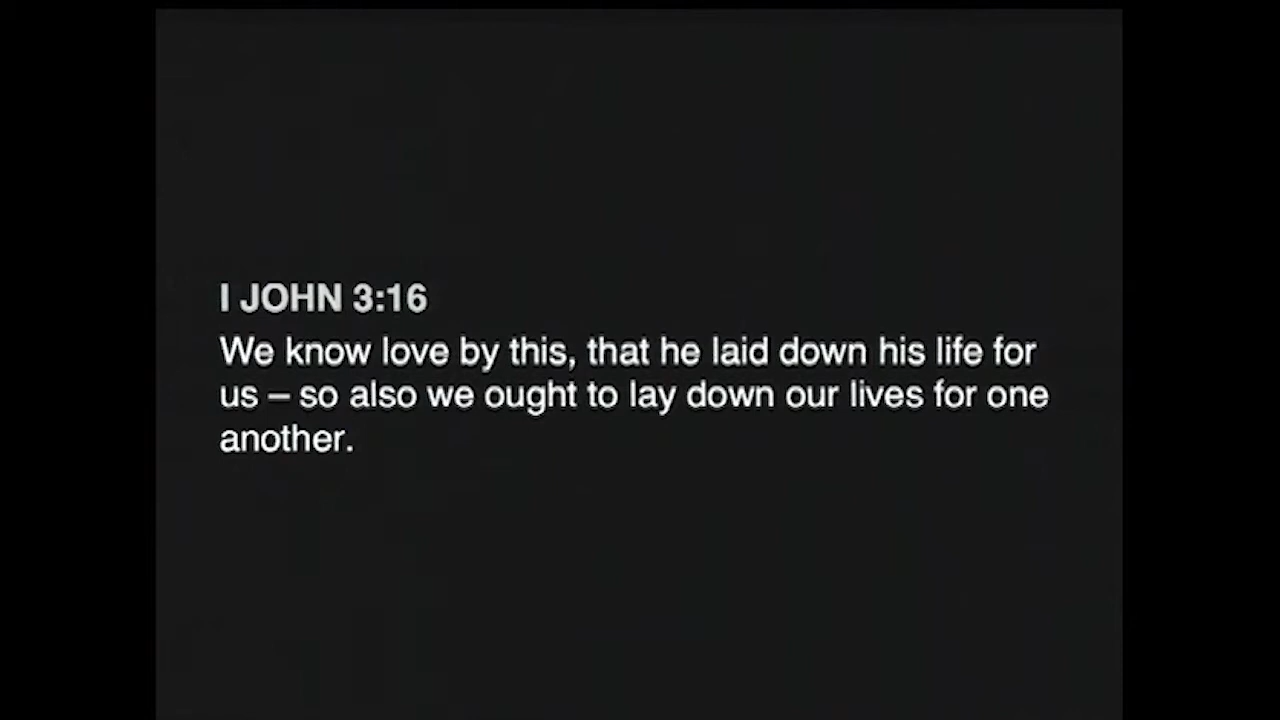 I JOHN 3:16
We know love by this, that he laid down his life for
us – so also we ought to lay down our lives for one
another.